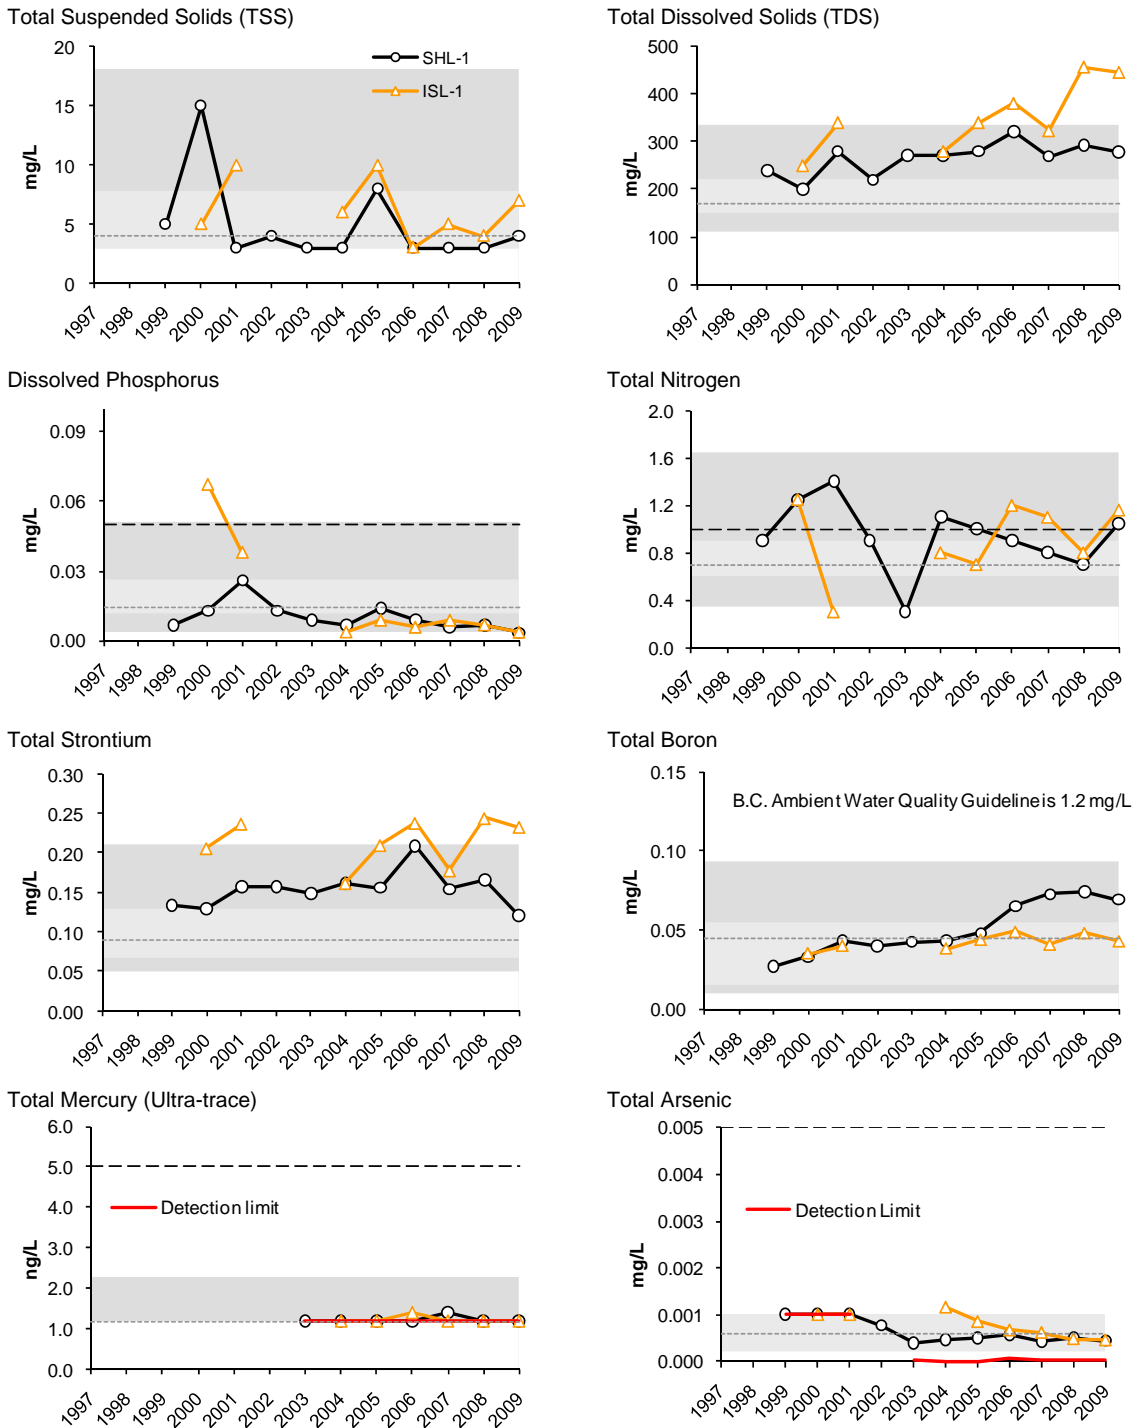 Total Suspended Solids (TSS)
20
15
10
5
0
mg/L
SHL-1
ISL-1
1997 1998 1999 2000 2001 2002 2003 2004 2005 2006 2007 2008 2009
Total Dissolved Solids (TDS)
500
400
300
200
100
0
mg/L
1997 1998 1999 2000 2001 2002 2003 2004 2005 2006 2007 2008 2009
Dissolved Phosphorus
0.09
0.06
0.03
0.00
mg/L
1997 1998 1999 2000 2001 2002 2003 2004 2005 2006 2007 2008 2009
Total Nitrogen
2.0
1.6
1.2
0.8
0.4
0.0
mg/L
1997 1998 1999 2000 2001 2002 2003 2004 2005 2006 2007 2008 2009
Total Strontium
0.30
0.25
0.20
0.15
0.10
0.05
0.00
mg/L
1997 1998 1999 2000 2001 2002 2003 2004 2005 2006 2007 2008 2009
Total Boron
0.15
0.10
0.05
0.00
mg/L
B.C. Ambient Water Quality Guideline is 1.2 mg/L
1997 1998 1999 2000 2001 2002 2003 2004 2005 2006 2007 2008 2009
Total Mercury (Ultra-trace)
6.0
5.0
4.0
3.0
2.0
1.0
0.0
ng/L
Detection limit
1997 1998 1999 2000 2001 2002 2003 2004 2005 2006 2007 2008 2009
Total Arsenic
0.005
0.004
0.003
0.002
0.001
0.000
mg/L
Detection Limit
1997 1998 1999 2000 2001 2002 2003 2004 2005 2006 2007 2008 2009